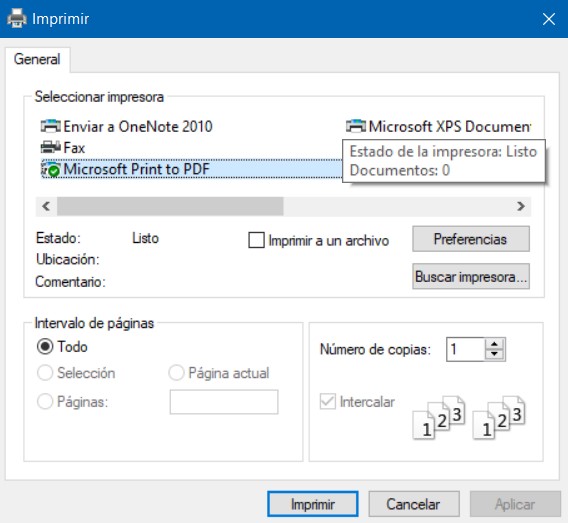 Imprimir
General
Seleccionar impresora
Enviar a OneNote 2010
Microsoft XPS Document
Fax
Microsoft Print to PDF
Estado de la impresora: Listo
Documentos: 0
Estado: Listo
Imprimir a un archivo
Preferencias
Ubicación:
Comentario:
Buscar impresora...
Intervalo de páginas
Todo
Selección
Página actual
Páginas:
Número de copias: 1
Intercalar
1 2 3 1 2 3
Imprimir
Cancelar
Aplicar